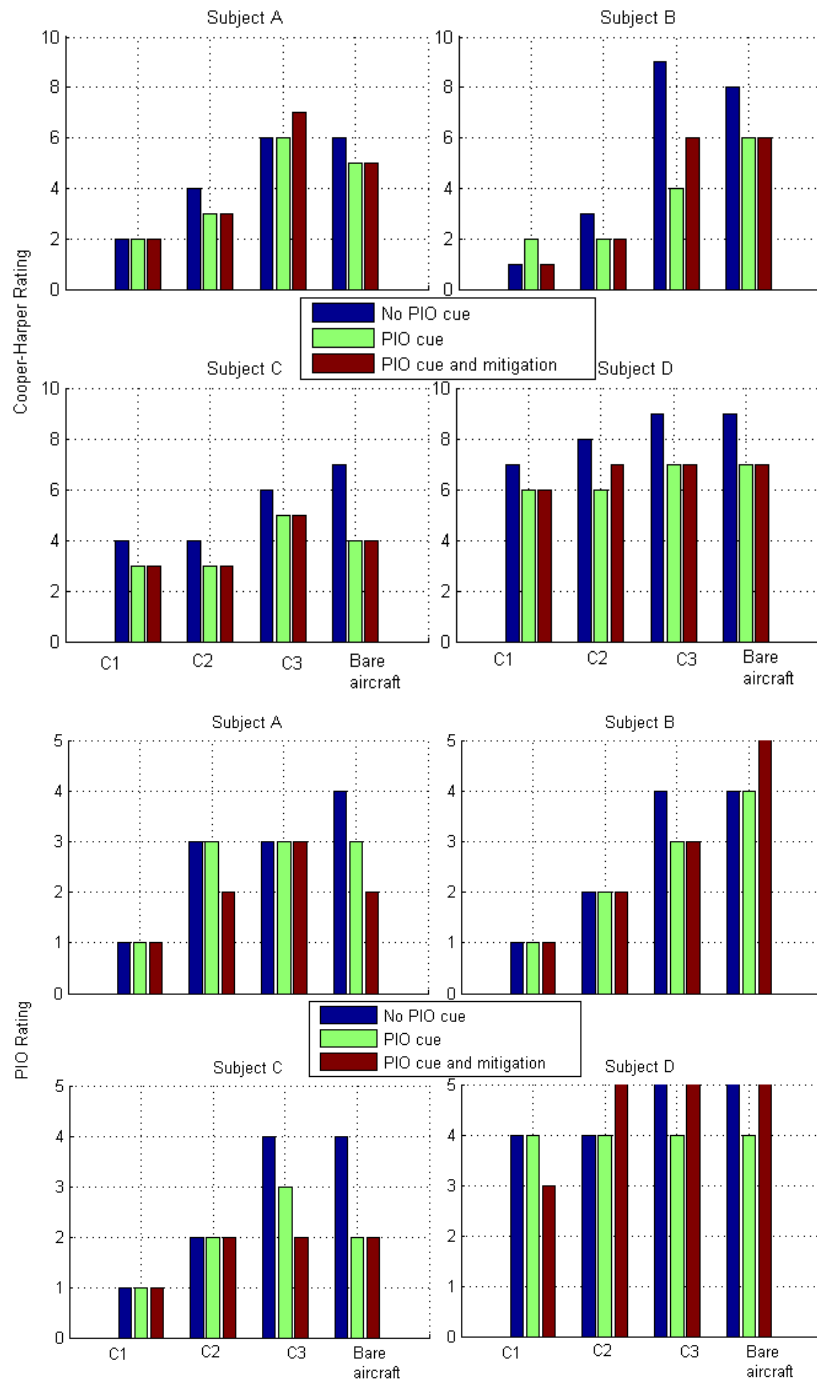 Subject A
Subject B
10
8
6
4
2
0
10
8
6
4
2
0
No PIO cue
PIO cue
PIO cue and mitigation
Cooper-Harper Rating
Subject C
Subject D
10
8
6
4
2
0
10
8
6
4
2
0
C1
C2
C3
Bare
aircraft
C1
C2
C3
Bare
aircraft
Subject A
Subject B
5
4
3
2
1
0
5
4
3
2
1
0
No PIO cue
PIO cue
PIO cue and mitigation
PIO Rating
Subject C
Subject D
5
4
3
2
1
0
5
4
3
2
1
0
C1
C2
C3
Bare
aircraft
C1
C2
C3
Bare
aircraft